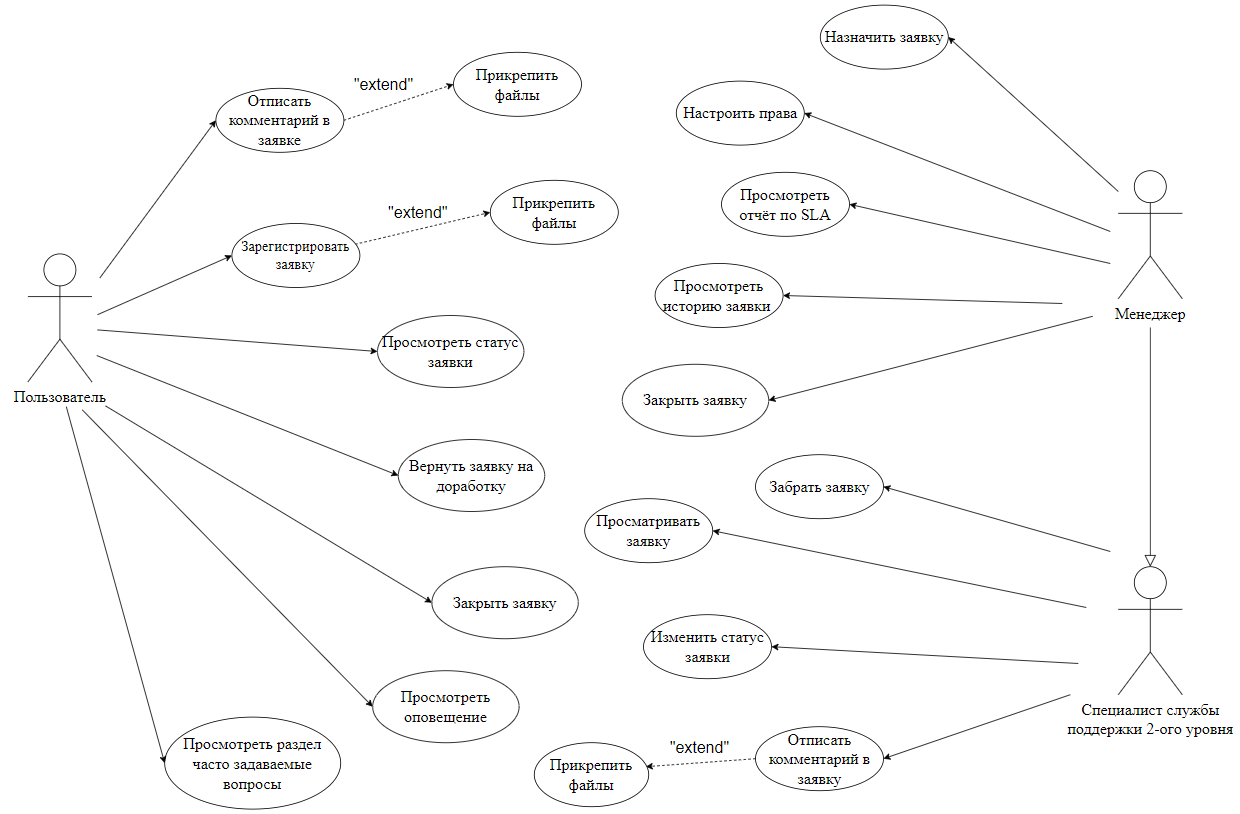 Отписать
комментарий в
заявке
"extend"
Прикрепить
файлы
Зарегистрировать
заявку
"extend"
Прикрепить
файлы
Просмотреть статус
заявки
Вернуть заявку на
доработку
Закрыть заявку
Просмотреть
оповещение
Просмотреть раздел
часто задаваемые
вопросы
Пользователь
Назначить заявку
Настроить права
Просмотреть
отчёт по SLA
Просмотреть
историю заявки
Закрыть заявку
Менеджер
Забрать заявку
Просматривать
заявку
Изменить статус
заявки
Отписать
комментарий в
заявку
"extend"
Прикрепить
файлы
Специалист службы
поддержки 2-ого уровня